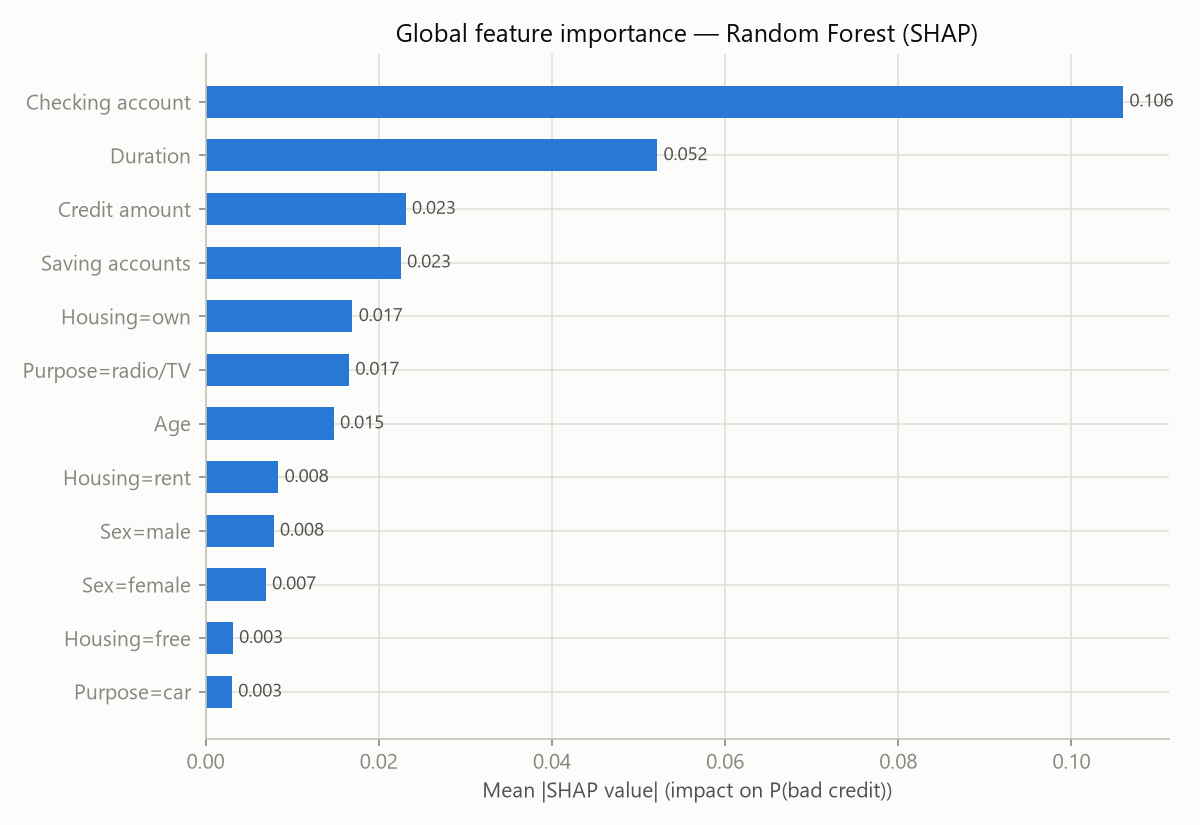 Global feature importance — Random Forest (SHAP)
Checking account 0.106
Duration 0.052
Credit amount 0.023
Saving accounts 0.023
Housing=own 0.017
Purpose=radio/TV 0.017
Age 0.015
Housing=rent 0.008
Sex=male 0.008
Sex=female 0.007
Housing=free 0.003
Purpose=car 0.003
0.00 0.02 0.04 0.06 0.08 0.10
Mean |SHAP value| (impact on P(bad credit))